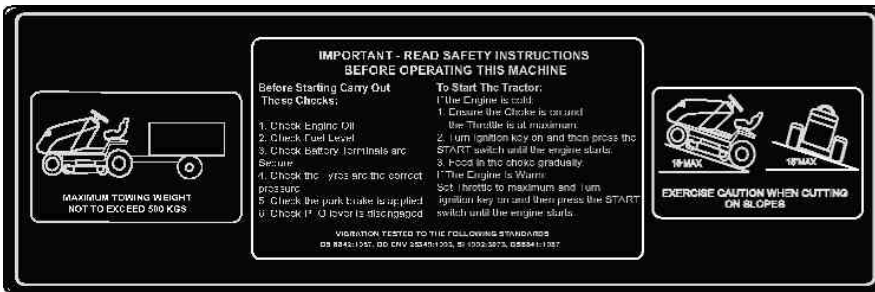 MAXIMUM TOWING WEIGHT
NOT TO EXCEED 500 KGS
IMPORTANT - READ SAFETY INSTRUCTIONS
BEFORE OPERATING THIS MACHINE
Before Starting Carry Out
These Checks:
1. Check Engine Oil
2. Check Fuel Level
3. Check Battery Terminals are
Secure
4. Check the Tyres are the correct
pressure
5. Check the park brake is applied
6. Check PTO lever is disengaged
To Start The Tractor:
If the Engine is cold:
1. Ensure the Choke is on and
the Throttle is at maximum.
2. Turn Ignition key on and then press the
START switch until the engine starts.
3. Feed in the choke gradually.
If The Engine Is Warm:
Set Throttle to maximum and Turn
ignition key on and then press the START
switch until the engine starts.
VIBRATION TESTED TO THE FOLLOWING STANDARDS
MAX
MAX
EXERCISE CAUTION WHEN CUTTING
ON SLOPES